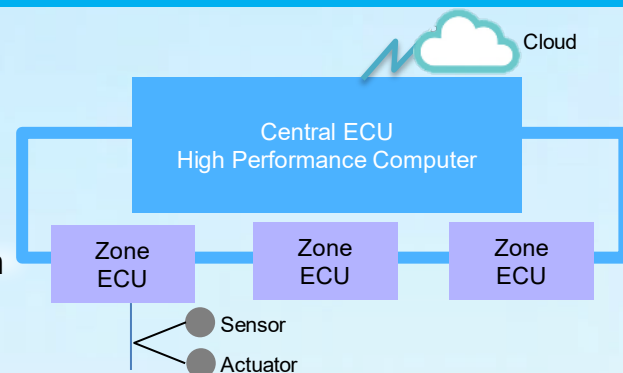 Cloud
Central ECU
High Performance Computer
Zone
ECU
Zone
ECU
Zone
ECU
Sensor
Actuator